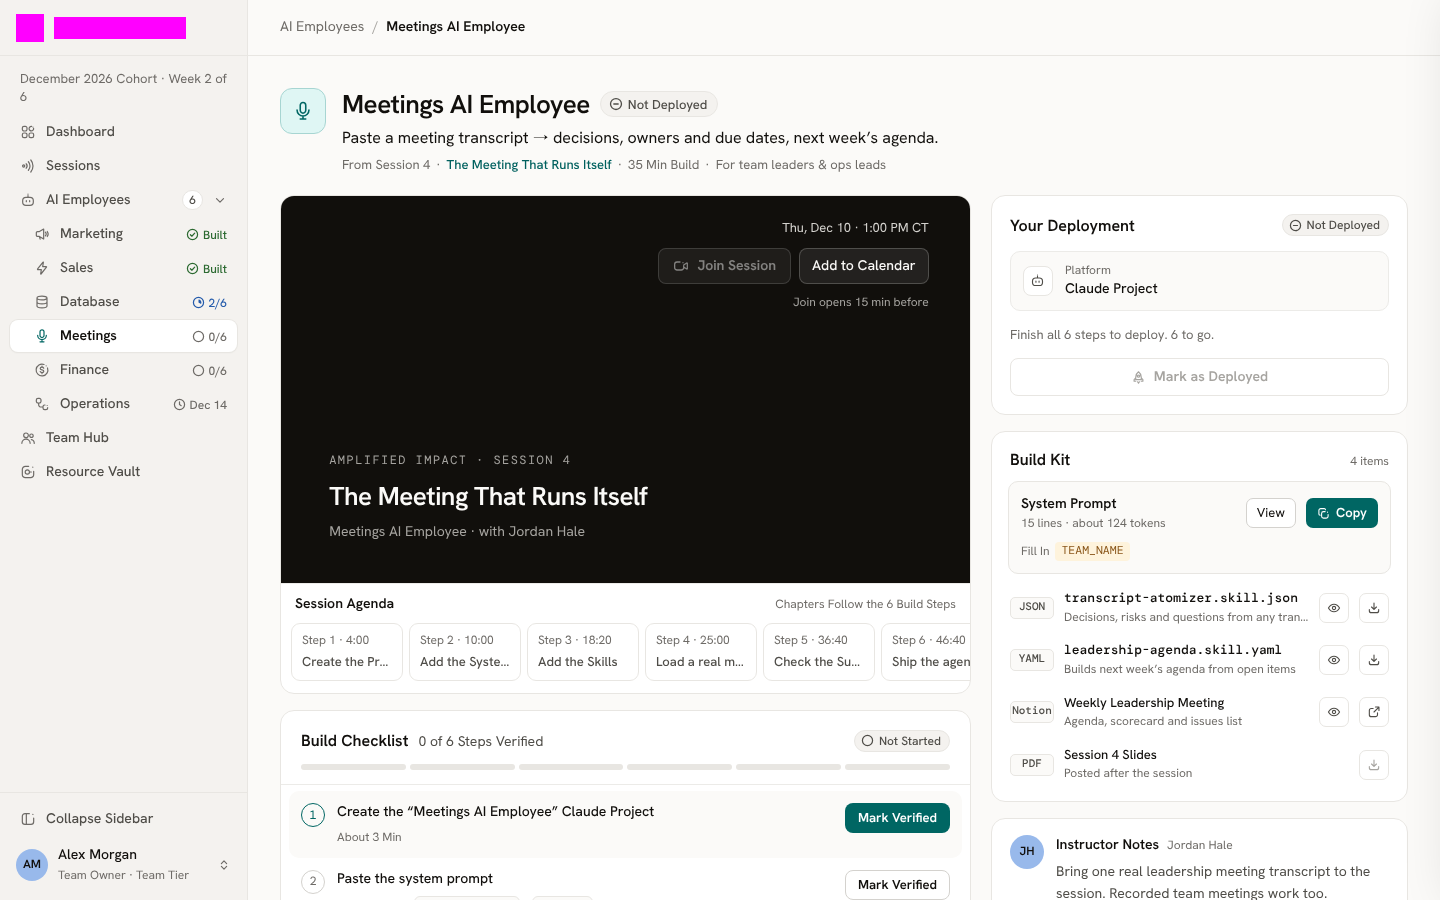 December 2026 Cohort · Week 2 of
6
Dashboard
Sessions
AI Employees 6
Marketing Built
Sales Built
Database 2/6
Meetings 0/6
Finance 0/6
Operations Dec 14
Team Hub
Resource Vault
Collapse Sidebar
AM
Alex Morgan
Team Owner · Team Tier
AI Employees / Meetings AI Employee
Meetings AI Employee Not Deployed
Paste a meeting transcript → decisions, owners and due dates, next week’s agenda.
From Session 4 · The Meeting That Runs Itself · 35 Min Build · For team leaders & ops leads
Thu, Dec 10 · 1:00 PM CT
Join Session Add to Calendar
Join opens 15 min before
AMPLIFIED IMPACT · SESSION 4
The Meeting That Runs Itself
Meetings AI Employee · with Jordan Hale
Session Agenda Chapters Follow the 6 Build Steps
Step 1 · 4:00
Create the Pr…
Step 2 · 10:00
Add the Syste…
Step 3 · 18:20
Add the Skills
Step 4 · 25:00
Load a real m…
Step 5 · 36:40
Check the Su…
Step 6 · 46:40
Ship the agen
Build Checklist 0 of 6 Steps Verified Not Started
1 Create the “Meetings AI Employee” Claude Project
About 3 Min
Mark Verified
2 Paste the system prompt
Mark Verified
Your Deployment Not Deployed
Platform
Claude Project
Finish all 6 steps to deploy. 6 to go.
Mark as Deployed
Build Kit 4 items
System Prompt
15 lines · about 124 tokens
View Copy
Fill In TEAM_NAME
JSON transcript-atomizer.skill.json
Decisions, risks and questions from any tran…
YAML leadership-agenda.skill.yaml
Builds next week’s agenda from open items
Notion Weekly Leadership Meeting
Agenda, scorecard and issues list
PDF Session 4 Slides
Posted after the session
JH Instructor Notes Jordan Hale
Bring one real leadership meeting transcript to the
session. Recorded team meetings work too.